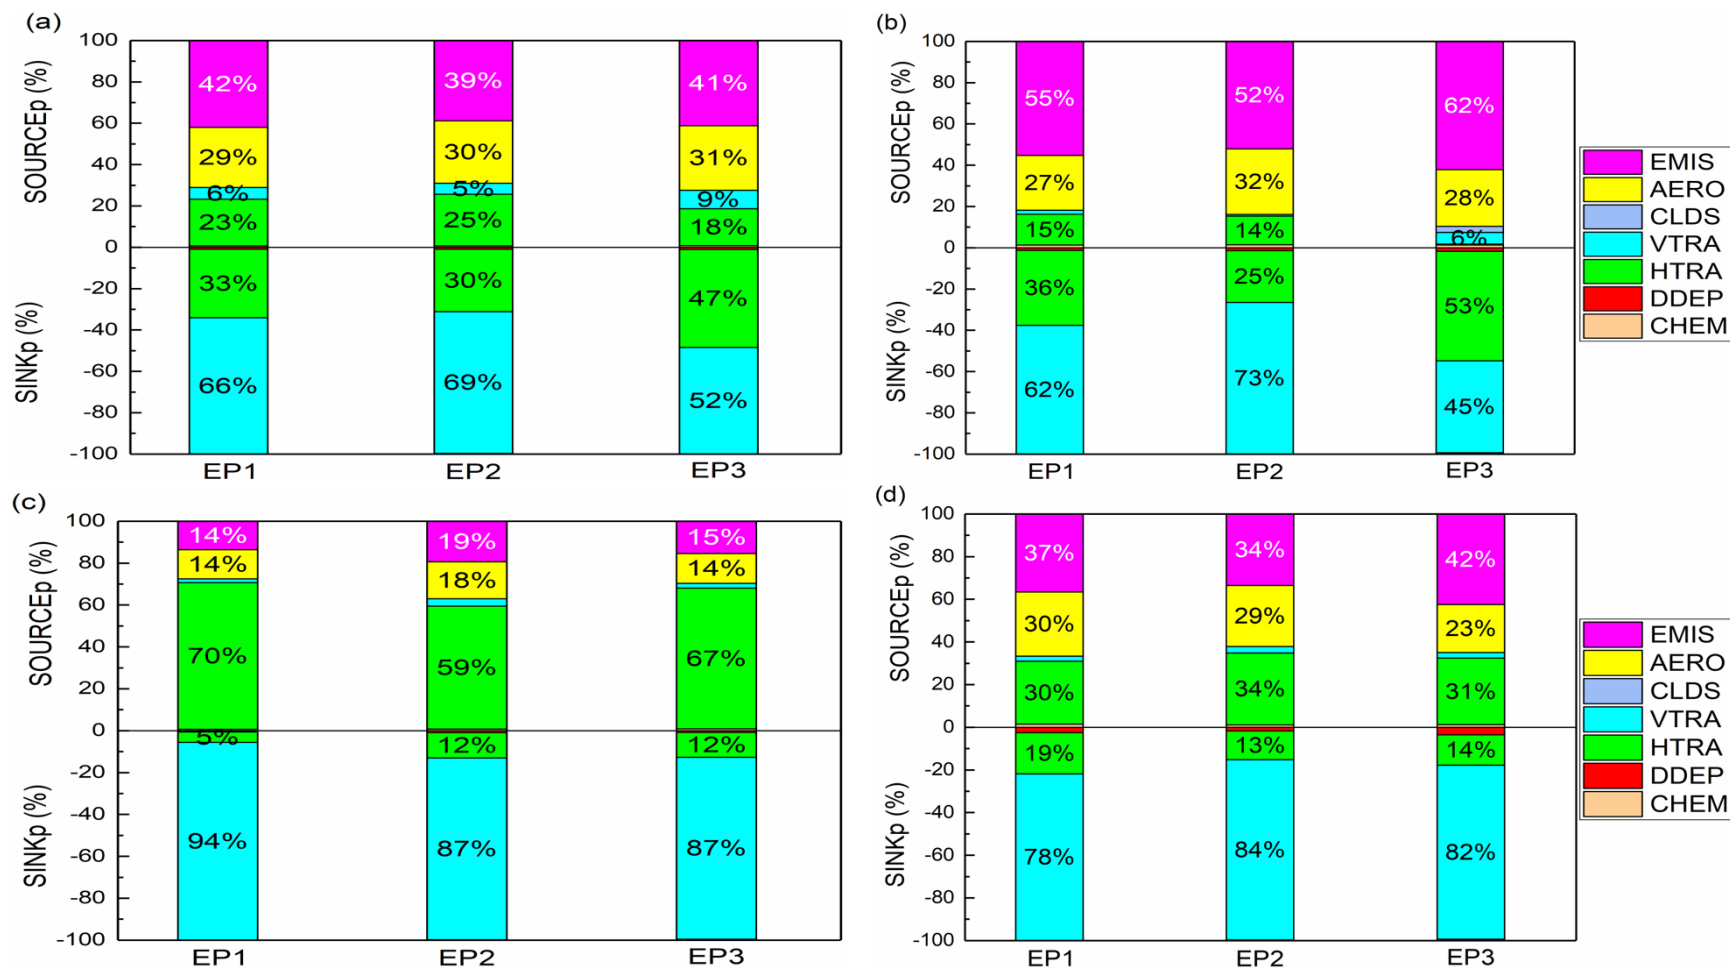 (a)
SOURCEp (%)
SINKp (%)
100
80
60
40
20
0
-20
-40
-60
-80
-100
42%
29%
6%
23%
33%
66%
39%
30%
5%
25%
30%
69%
41%
31%
9%
18%
47%
52%
EP1
EP2
EP3
(b)
SOURCEp (%)
SINKp (%)
100
80
60
40
20
0
-20
-40
-60
-80
-100
55%
27%
15%
36%
62%
52%
32%
14%
25%
73%
62%
28%
6%
53%
45%
EP1
EP2
EP3
EMIS
AERO
CLDS
VTRA
HTRA
DDEP
CHEM
(c)
SOURCEp (%)
SINKp (%)
100
80
60
40
20
0
-20
-40
-60
-80
-100
14%
14%
70%
5%
94%
19%
18%
59%
12%
87%
15%
14%
67%
12%
87%
EP1
EP2
EP3
(d)
SOURCEp (%)
SINKp (%)
100
80
60
40
20
0
-20
-40
-60
-80
-100
37%
30%
30%
19%
78%
34%
29%
34%
13%
84%
42%
23%
31%
14%
82%
EP1
EP2
EP3
EMIS
AERO
CLDS
VTRA
HTRA
DDEP
CHEM